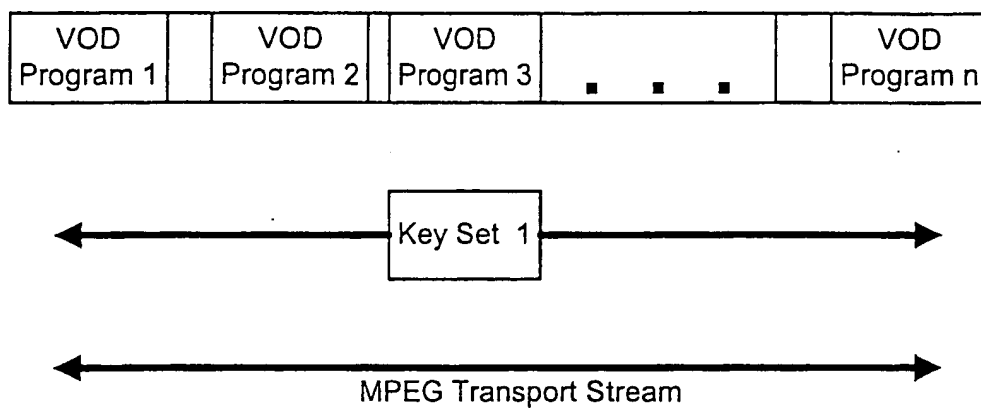 VOD
Program 1
VOD
Program 2
VOD
Program 3
. . .
VOD
Program n
Key Set 1
MPEG Transport Stream